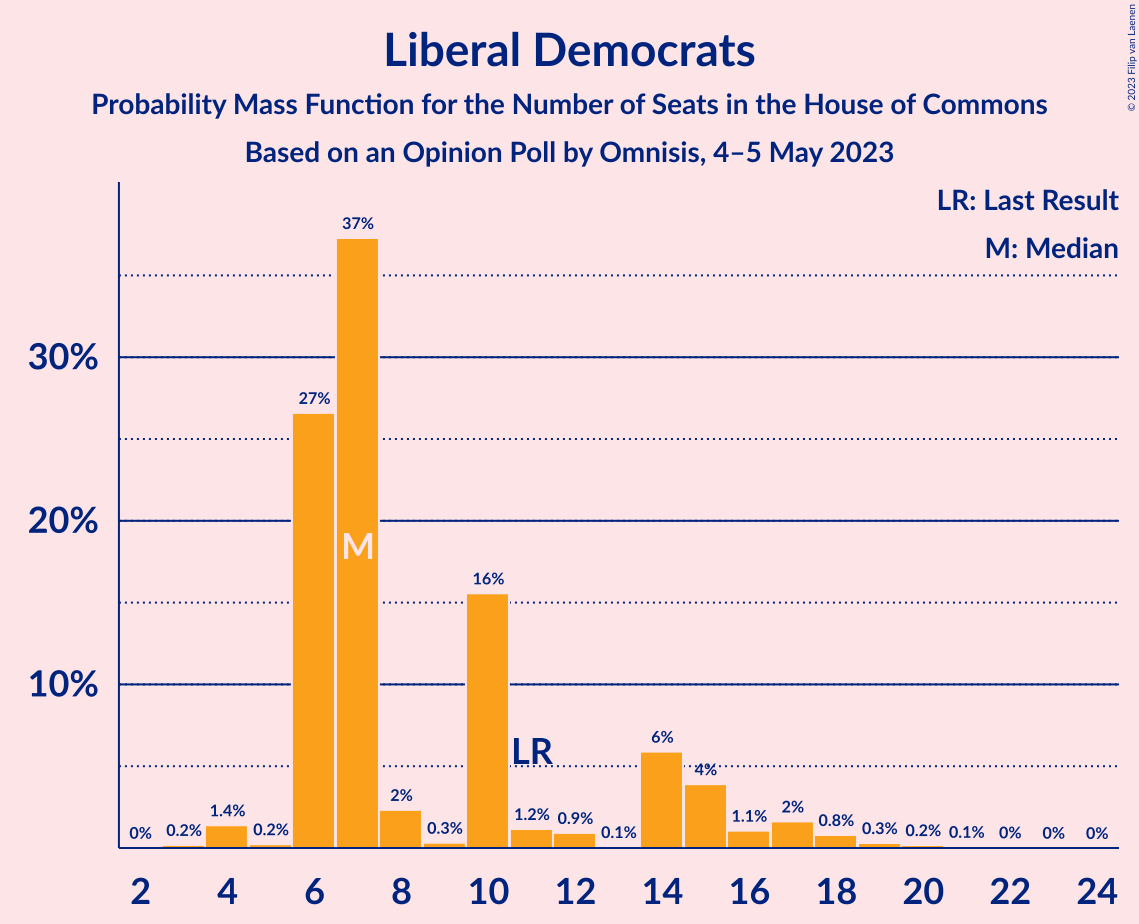 © 2023 Filip van Laenen
Liberal Democrats
Probability Mass Function for the Number of Seats in the House of Commons
Based on an Opinion Poll by Omnisis, 4–5 May 2023
LR: Last Result
M: Median
30%
20%
10%
0%
0.2%
1.4%
0.2%
27%
37%
2%
0.3%
16%
1.2%
0.9%
0.1%
6%
4%
1.1%
2%
0.8%
0.3%
0.2%
0.1%
0%
0%
0%
M
LR
2 4 6 8 10 12 14 16 18 20 22 24